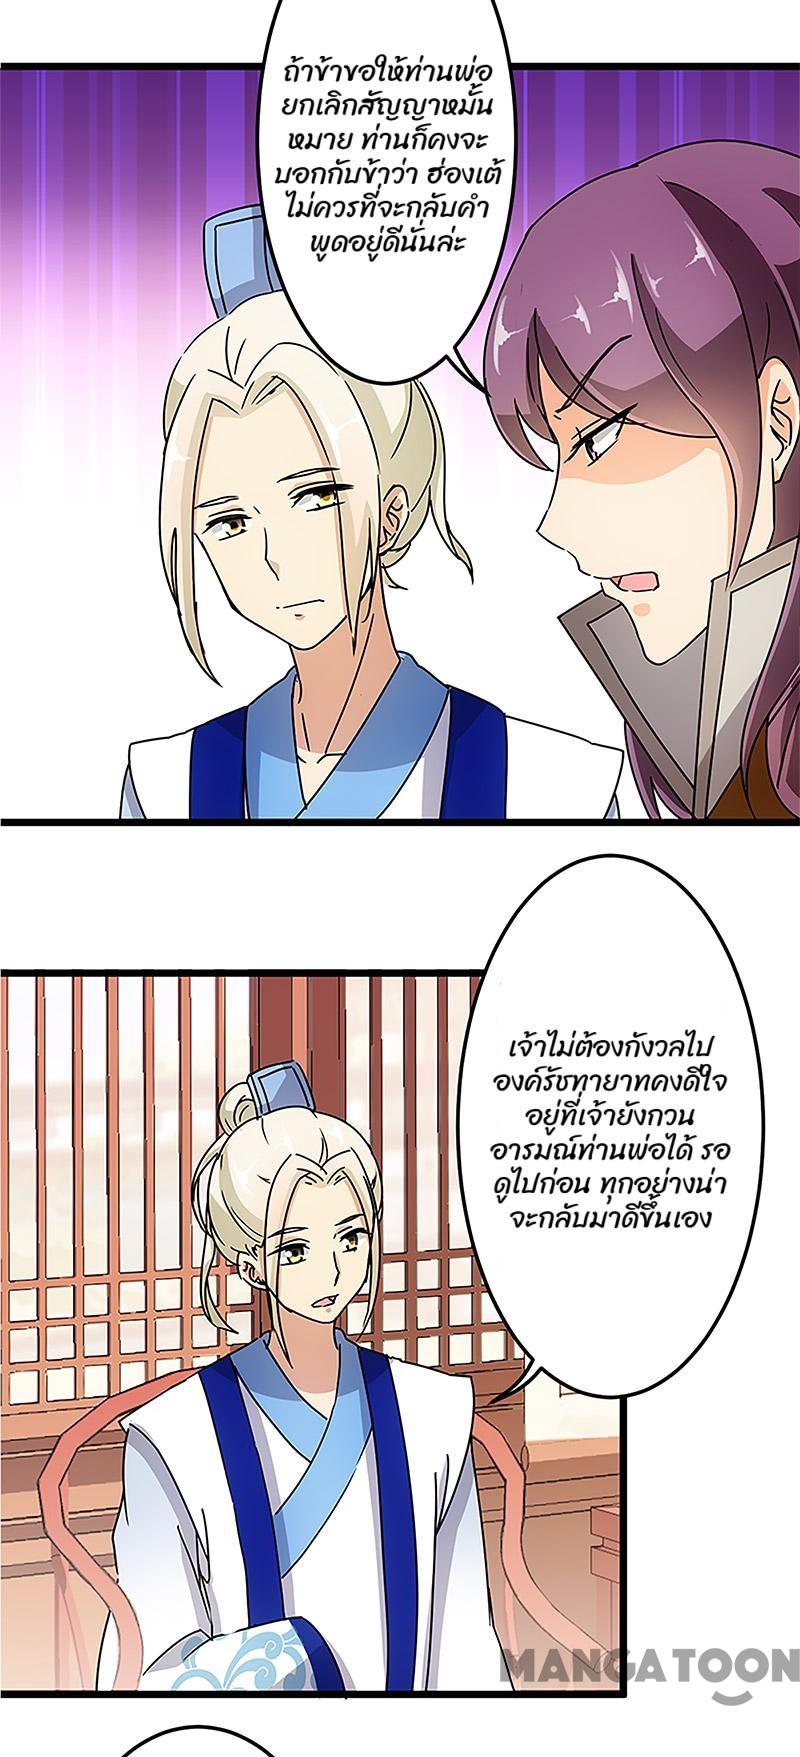 ถ้าข้าขอให้ท่านพ่อ
ยกเลิกสัญญาหมั้น
หมาย ท่านก็คงจะ
บอกกับข้าว่า ฮ่องเต้
ไม่ควรที่จะกลับคำ
พูดอยู่ดีนั่นล่ะ
เจ้าไม่ต้องกังวลไป
องค์รัชทายาทคงดีใจ
อยู่ที่เจ้ายังกวน
อารมณ์ท่านพ่อได้ รอ
ดูไปก่อน ทุกอย่างน่า
จะกลับมาดีขึ้นเอง
MANGATOON